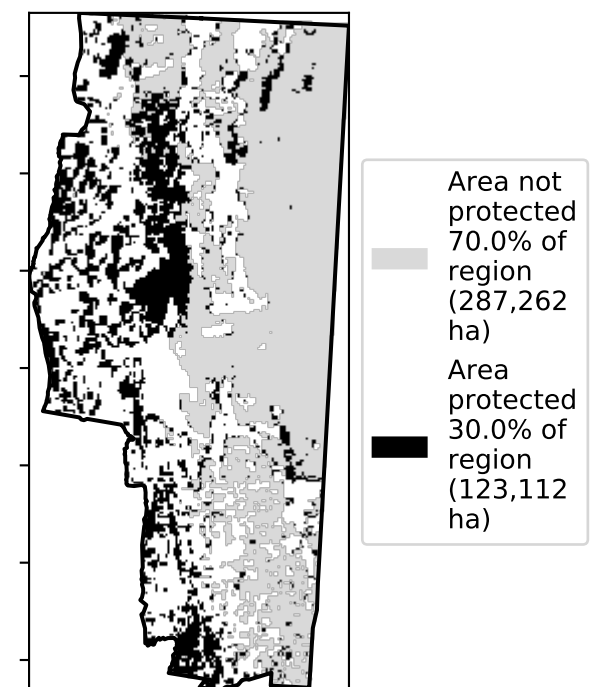 Area not
protected
70.0% of
region
(287,262
ha)
Area
protected
30.0% of
region
(123,112
ha)